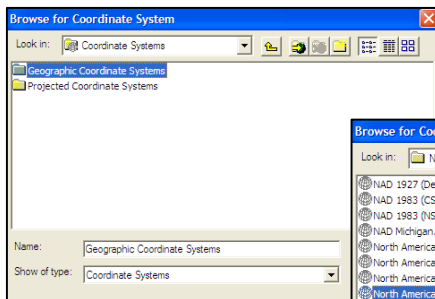 Browse for Coordinate System
Look in: Coordinate Systems
Geographic Coordinate Systems
Projected Coordinate Systems
Name: Geographic Coordinate Systems
Show of type: Coordinate Systems
Browse for Coo
Look in: N
NAD 1927 (De
NAD 1983 (CS
NAD 1983 (NS
NAD Michigan.
North America
North America
North America
North America